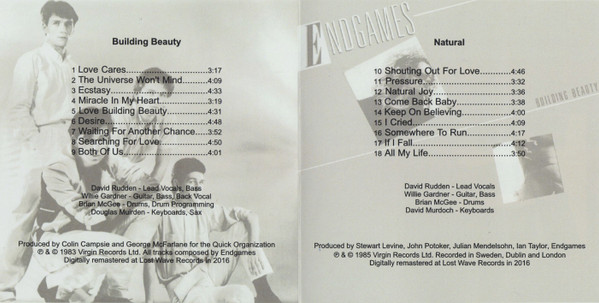 Building Beauty
1 Love Cares..................3:17
2 The Universe Won't Mind.........4:09
3 Ecstasy.......................4:33
4 Miracle In My Heart...............3:19
5 Love Building Beauty..............4:31
6 Desire.........................4:48
7 Waiting For Another Chance.....3:52
8 Searching For Love...............4:50
9 Both Of Us......................4:01
David Rudden - Lead Vocals, Bass
Willie Gardner - Guitar, Bass, Back Vocal
Brian McGee - Drums, Drum Programming
Douglas Muirden - Keyboards, Sax
Produced by Colin Campsie and George McFarlane for the Quick Organization
℗ & © 1983 Virgin Records Ltd. All tracks composed by Endgames
Digitally remastered at Lost Wave Records in 2016
ENDGAMES
BUILDING BEAUTY
Natural
10 Shouting Out For Love...........4:46
11 Pressure.......................3:32
12 Natural Joy.....................3:36
13 Come Back Baby.................3:38
14 Keep On Believing...............4:00
15 I Cried.........................4:09
16 Somewhere To Run...............4:17
17 If I Fall........................4:12
18 All My Life.....................3:50
David Rudden - Lead Vocals
Willie Gardner - Guitar, Bass
Brian McGee - Drums
David Murdoch - Keyboards
Produced by Stewart Levine, John Potoker, Julian Mendelsohn, Ian Taylor, Endgames
℗ & © 1985 Virgin Records Ltd. Recorded in Sweden, Dublin and London
Digitally remastered at Lost Wave Records in 2016